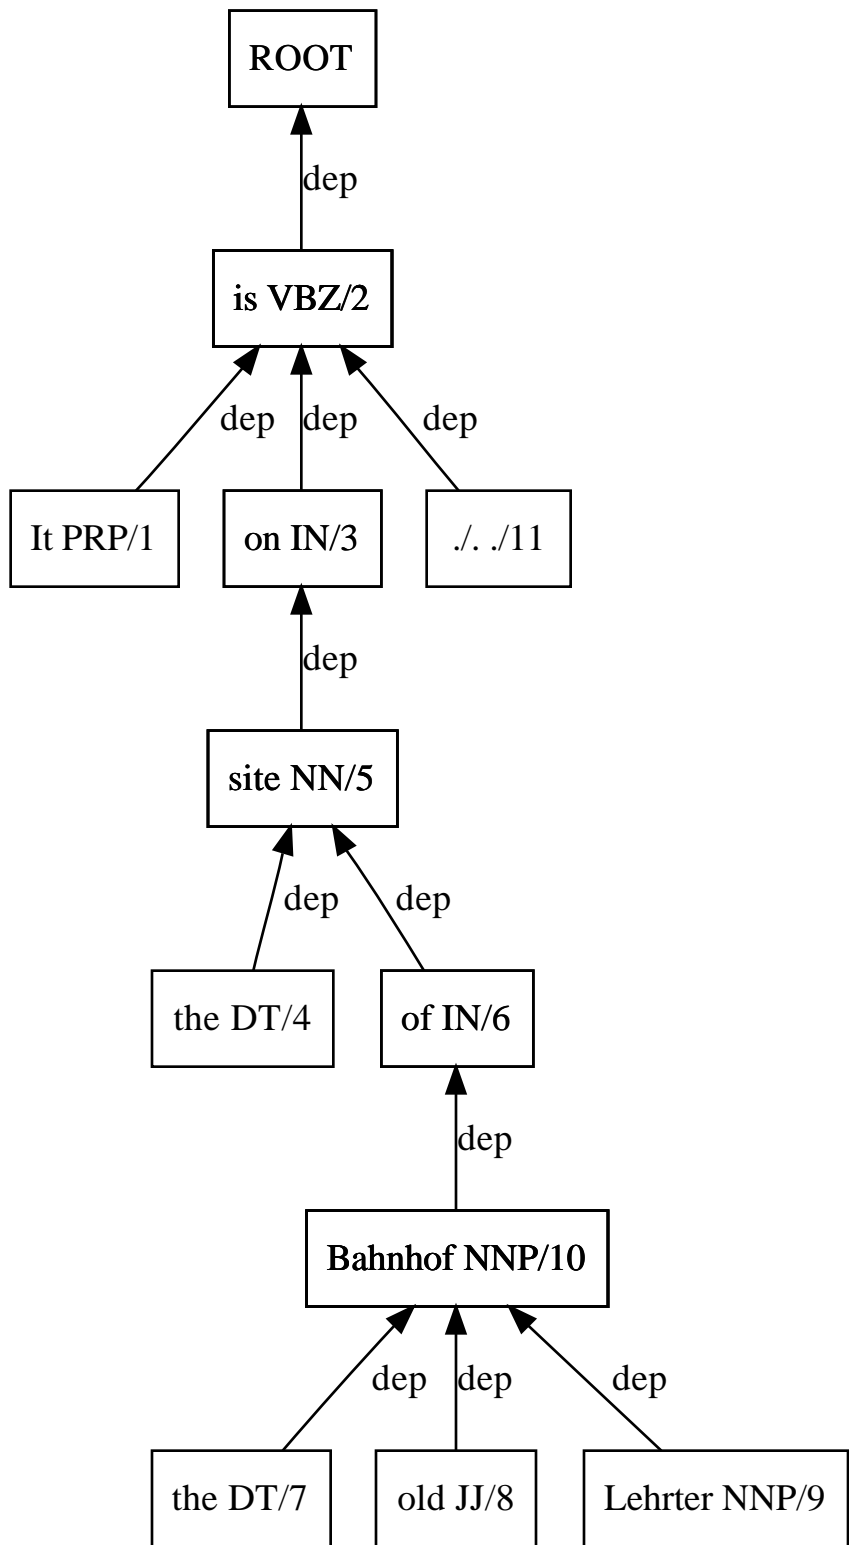 ROOT
dep
is VBZ/2
dep dep dep
It PRP/1 on IN/3 ./. ./11
dep
site NN/5
dep dep
the DT/4 of IN/6
dep
Bahnhof NNP/10
dep dep dep
the DT/7 old JJ/8 Lehrter NNP/9